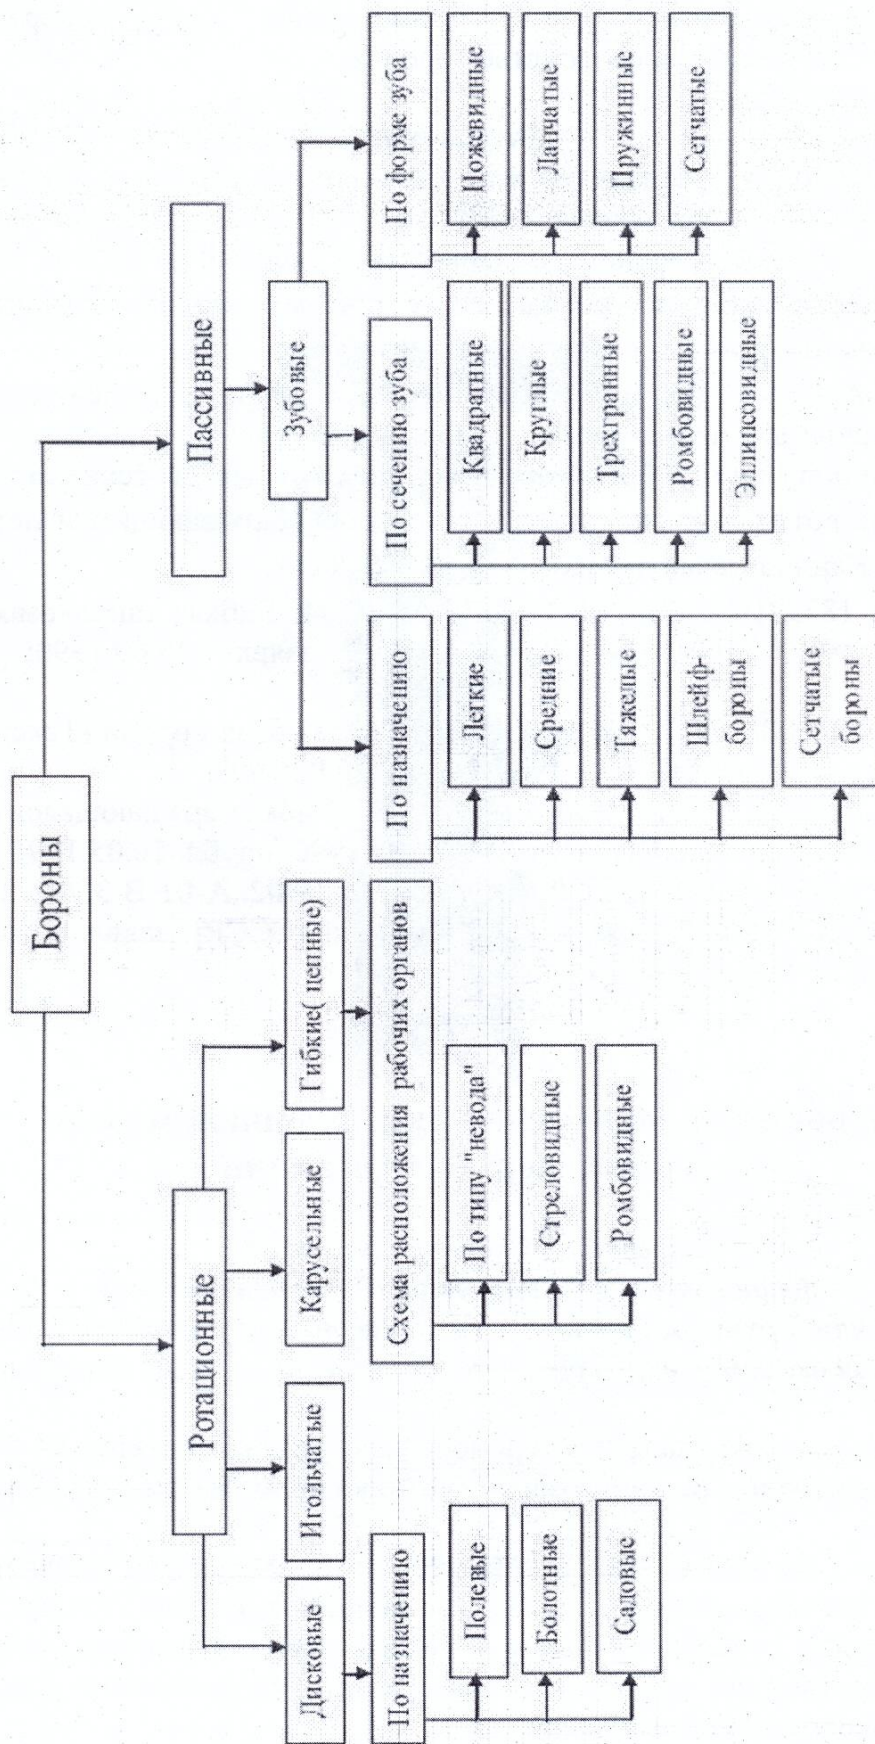 Бороны
Ротационные
Пассивные
Дисковые
Игольчатые
Карусельные
Гибкие( цепные)
Зубовые
По назначению
Схема расположения рабочих органов
По назначению
По сечению зуба
По форме зуба
Полевые
Болотные
Садовые
По типу "невода"
Стреловидные
Ромбовидные
Легкие
Средние
Тяжелые
Шлейф-
бороны
Сетчатые
бороны
Квадратные
Круглые
Трехгранные
Ромбовидные
Эллипсовидные
Ножевидные
Лапчатые
Пружинные
Сетчатые